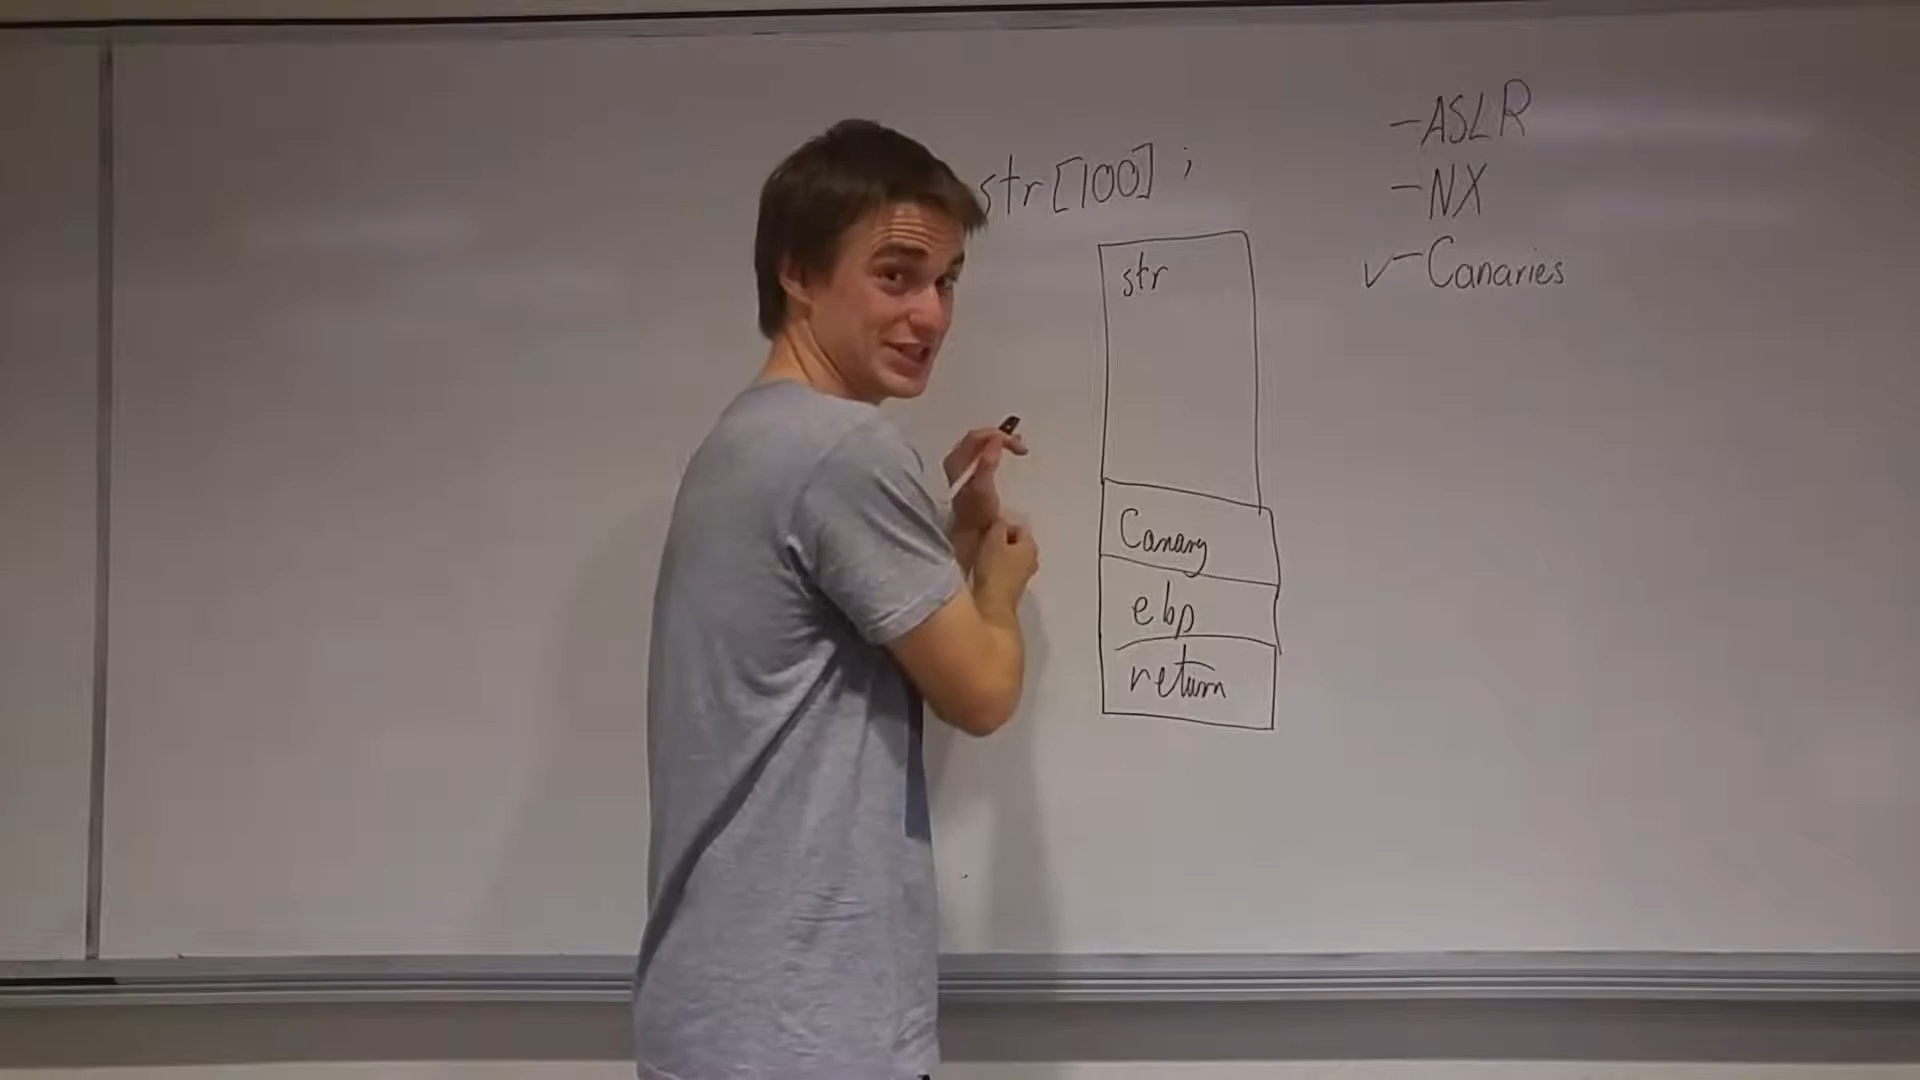 str[100];
str
Canary
ebp
return
-ASLR
-NX
✓-Canaries